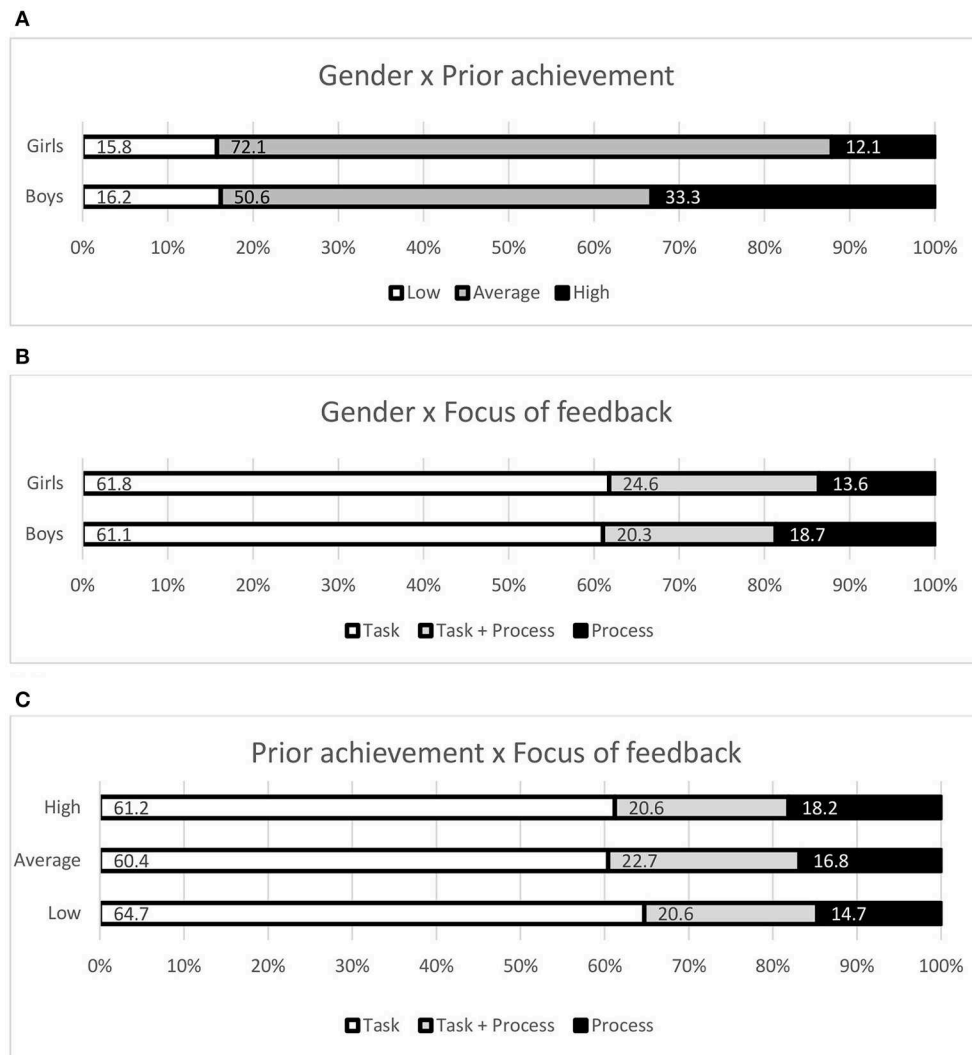 A
Gender x Prior achievement
Girls 15.8 72.1 12.1
Boys 16.2 50.6 33.3
0% 10% 20% 30% 40% 50% 60% 70% 80% 90% 100%
Low Average High
B
Gender x Focus of feedback
Girls 61.8 24.6 13.6
Boys 61.1 20.3 18.7
0% 10% 20% 30% 40% 50% 60% 70% 80% 90% 100%
Task Task + Process Process
C
Prior achievement x Focus of feedback
High 61.2 20.6 18.2
Average 60.4 22.7 16.8
Low 64.7 20.6 14.7
0% 10% 20% 30% 40% 50% 60% 70% 80% 90% 100%
Task Task + Process Process